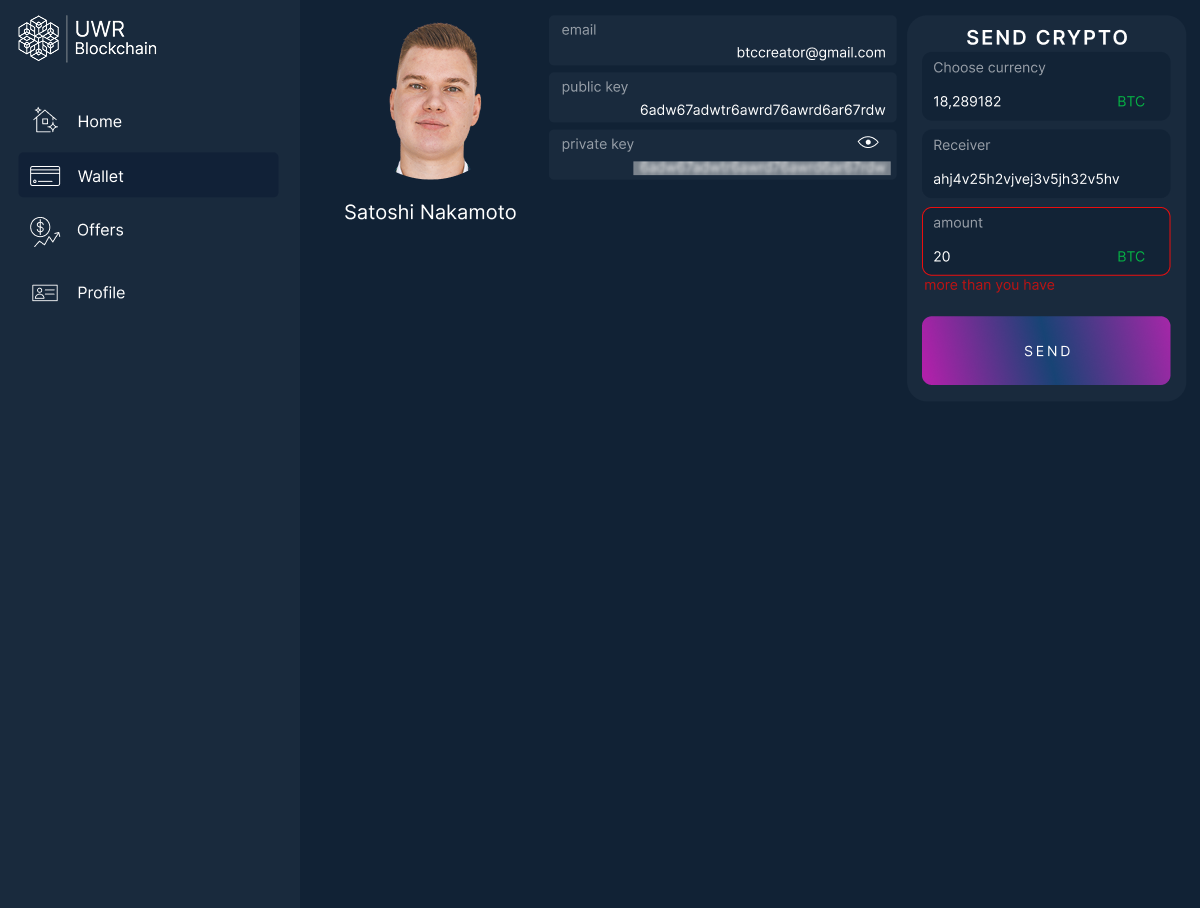 UWR
Blockchain
Home
Wallet
Offers
Profile
Satoshi Nakamoto
email
btccreator@gmail.com
public key
6adw67adwtr6awrd76awrd6ar67rdw
private key
SEND CRYPTO
Choose currency
18,289182 BTC
Receiver
ahj4v25h2vjvej3v5jh32v5hv
amount
20 BTC
more than you have
SEND